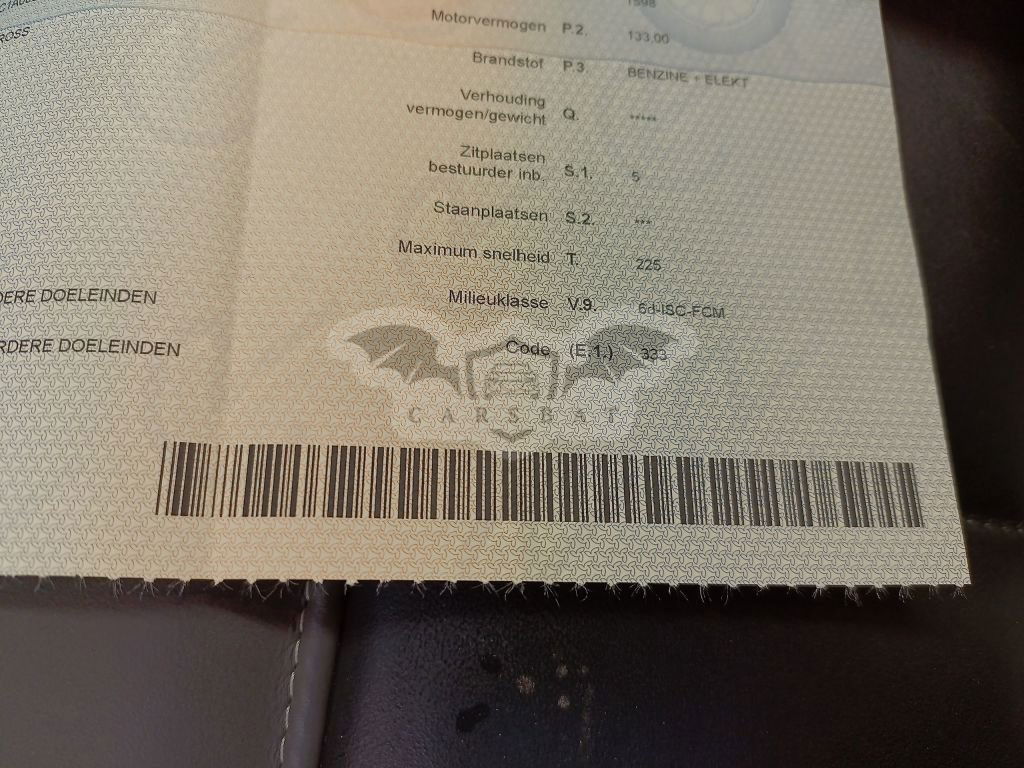 ROSS
1598
Motorvermogen P.2. 133,00
Brandstof P.3. BENZINE + ELEKT
Verhouding
vermogen/gewicht Q. *****
Zitplaatsen
bestuurder inb. S.1. 5
Staanplaatsen S.2. ***
Maximum snelheid T. 225
DERE DOELEINDEN
Milieuklasse V.9. 6d-ISC-FCM
RDERE DOELEINDEN
Code (E.1.) 333
CARSBAT